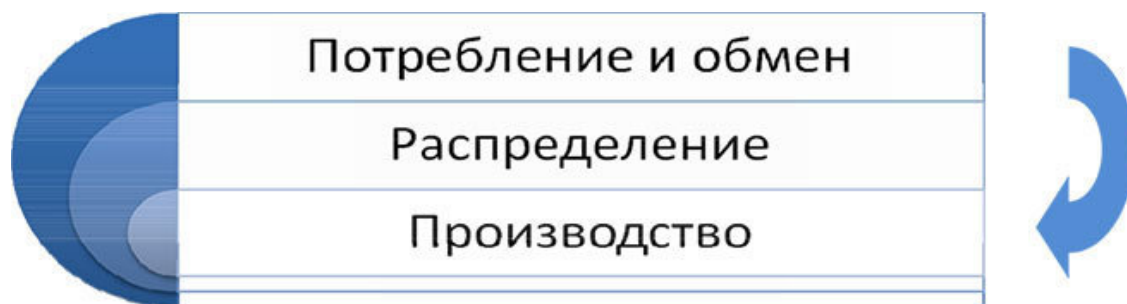 Потребление и обмен
Распределение
Производство